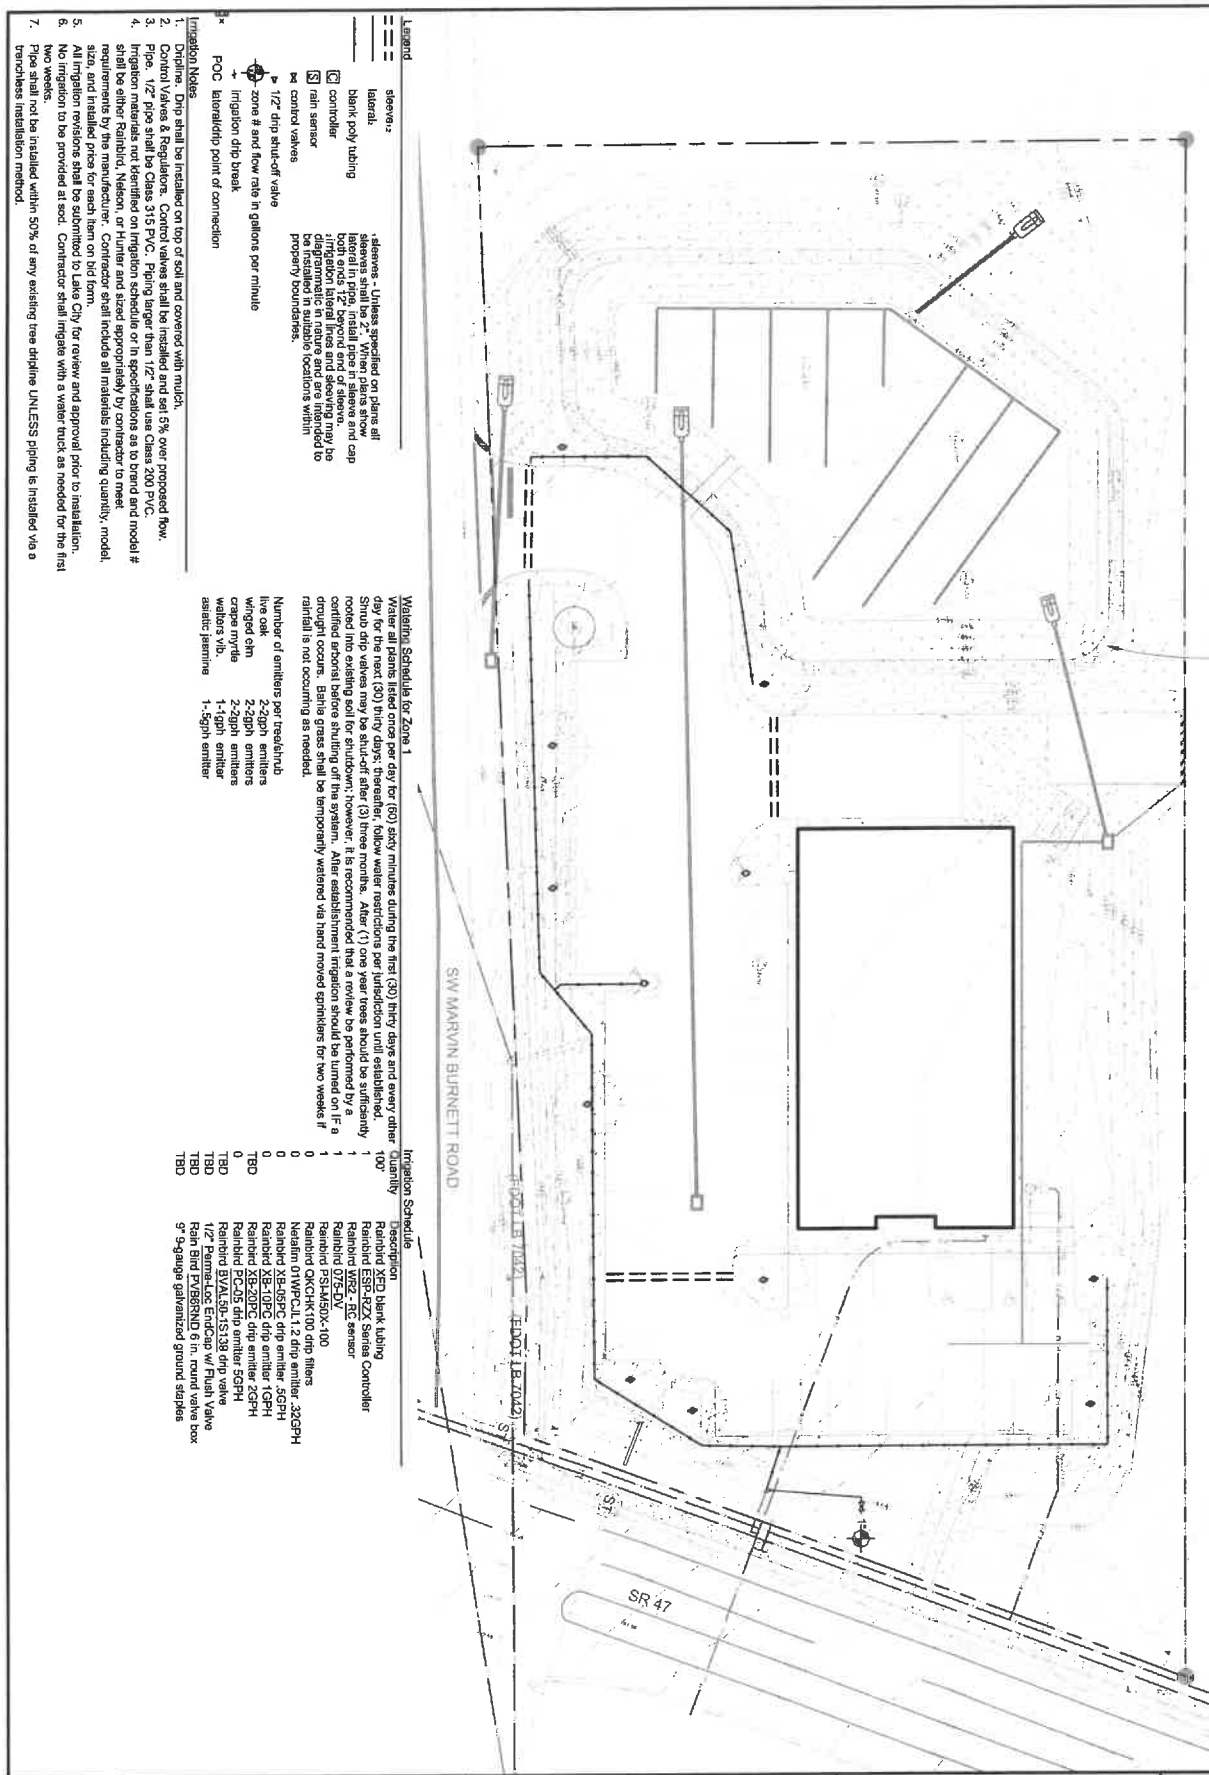 Legend
sleeves¹²
lateral²
blank poly tubing
C controller
S rain sensor
control valves
1/2" drip shut-off valve
zone # and flow rate in gallons per minute
irrigation drip break
POC lateral/drip point of connection
¹sleeves - Unless specified on plans all
sleeves shall be 2". When plans show
lateral in pipe, install pipe in sleeve and cap
both ends 12" beyond end of sleeve.
²irrigation lateral lines and sleeving may be
diagrammatic in nature and are intended to
be installed in suitable locations within
property boundaries.
Irrigation Notes
1. Dripline. Drip shall be installed on top of soil and covered with mulch.
2. Control Valves & Regulators. Control valves shall be installed and set 5% over proposed flow.
3. Pipe. 1/2" pipe shall be Class 315 PVC. Piping larger than 1/2" shall use Class 200 PVC.
4. Irrigation materials not identified on irrigation schedule or in specifications as to brand and model #
shall be either Rainbird, Nelson, or Hunter and sized appropriately by contractor to meet
requirements by the manufacturer. Contractor shall include all materials including quantity, model,
size, and installed price for each item on bid form.
5. All irrigation revisions shall be submitted to Lake City for review and approval prior to installation.
6. No irrigation to be provided at sod. Contractor shall irrigate with a water truck as needed for the first
two weeks.
7. Pipe shall not be installed within 50% of any existing tree dripline UNLESS piping is installed via a
trenchless installation method.
Watering Schedule for Zone 1
Water all plants listed once per day for (60) sixty minutes during the first (30) thirty days and every other
day for the next (30) thirty days; thereafter, follow water restrictions per jurisdiction until established.
Shrub drip valves may be shut-off after (3) three months. After (1) one year trees should be sufficiently
rooted into existing soil for shutdown; however, it is recommended that a review be performed by a
certified arborist before shutting off the system. After establishment irrigation should be turned on IF a
drought occurs. Bahia grass shall be temporarily watered via hand moved sprinklers for two weeks if
rainfall is not occurring as needed.
Number of emitters per tree/shrub
live oak 2-2gph emitters
winged elm 2-2gph emitters
crape myrtle 2-2gph emitters
walters vib. 1-1gph emitter
asiatic jasmine 1-.5gph emitter
Irrigation Schedule
Quantity Description
100' Rainbird XFD blank tubing
1 Rainbird ESP-RZX Series Controller
1 Rainbird WR2 - RC sensor
1 Rainbird 075-DV
1 Rainbird PSI-M50X-100
0 Rainbird QKCHK100 drip filters
0 Netafim 01WPCJL1.2 drip emitter .32GPH
0 Rainbird XB-05PC drip emitter .5GPH
0 Rainbird XB-10PC drip emitter 1GPH
TBD Rainbird XB-20PC drip emitter 2GPH
0 Rainbird PC-05 drip emitter 5GPH
TBD Rainbird BVAL50-1S139 drip valve
TBD 1/2" Perma-Loc EndCap w/ Flush Valve
TBD Rain Bird PVB6RND 6 in. round valve box
TBD 9" 9-gauge galvanized ground staples
SW MARVIN BURNETT ROAD
(FDOT LB 7042)
(FDOT LB 7042)
ST
ST
SR 47
1"